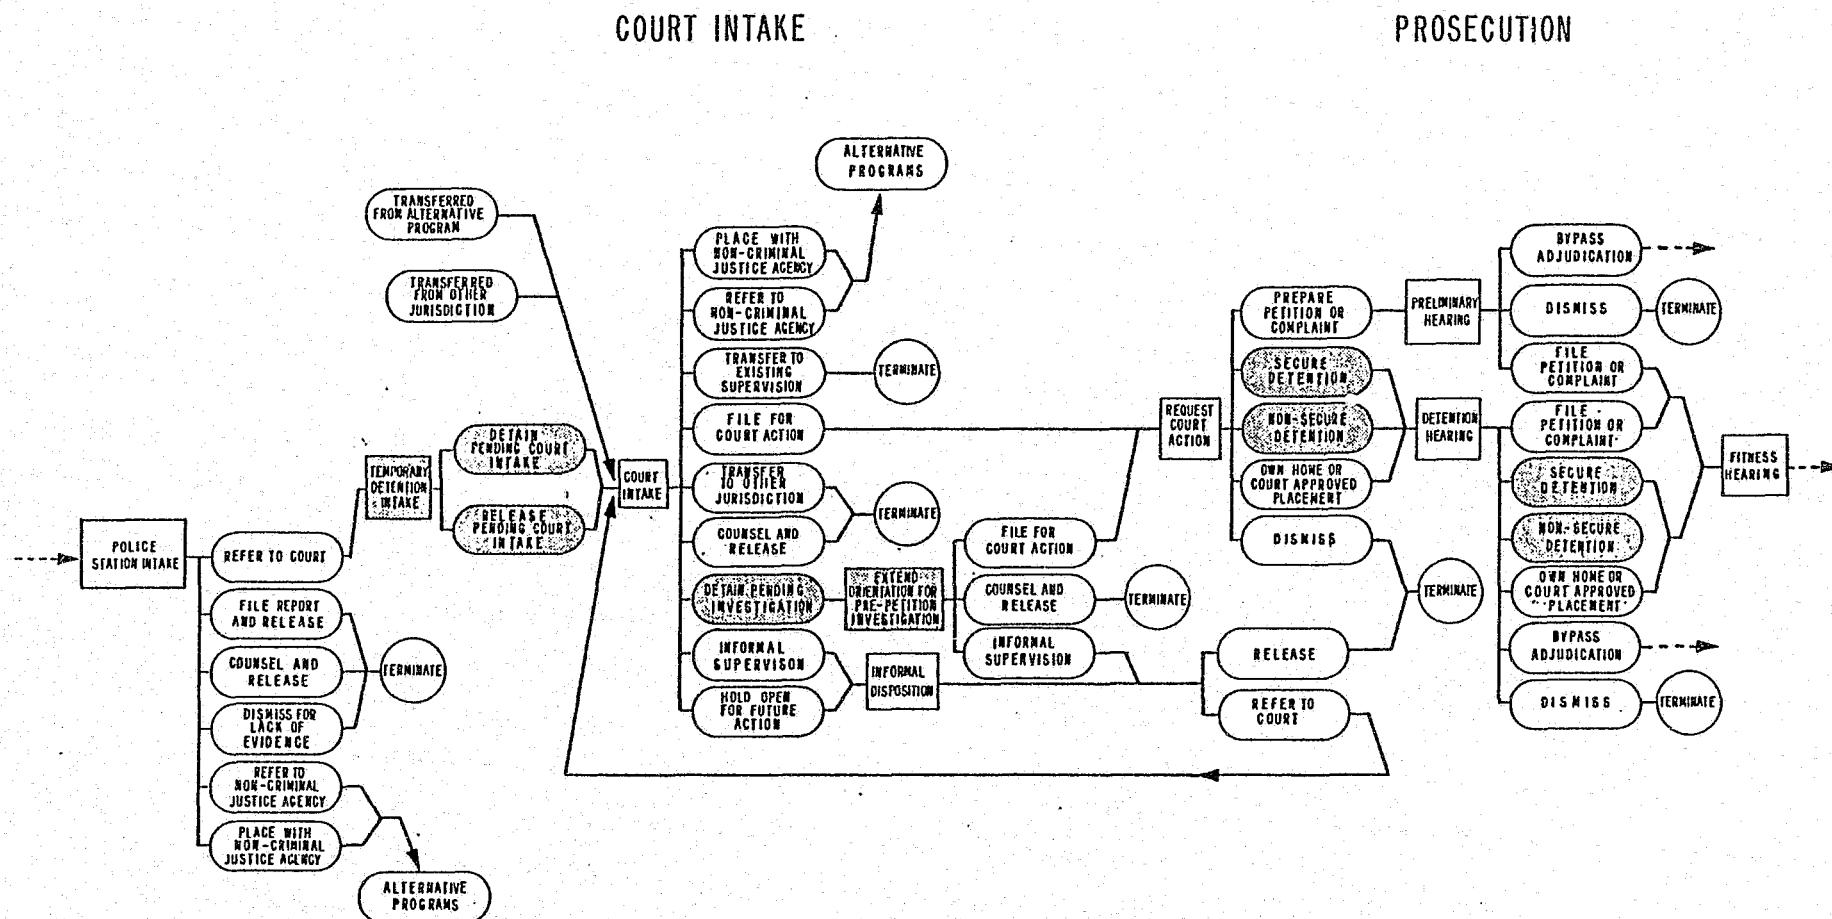 COURT INTAKE
PROSECUTION
POLICE
STATION INTAKE
REFER TO COURT
FILE REPORT
AND RELEASE
COUNSEL AND
RELEASE
DISMISS FOR
LACK OF
EVIDENCE
REFER TO
NON-CRIMINAL
JUSTICE AGENCY
PLACE WITH
NON-CRIMINAL
JUSTICE AGENCY
TERMINATE
ALTERNATIVE
PROGRAMS
TRANSFERRED
FROM ALTERNATIVE
PROGRAM
TRANSFERRED
FROM OTHER
JURISDICTION
TEMPORARY
DETENTION
INTAKE
DETAIN
PENDING COURT
INTAKE
RELEASE
PENDING COURT
INTAKE
COURT
INTAKE
ALTERNATIVE
PROGRAMS
PLACE WITH
NON-CRIMINAL
JUSTICE AGENCY
REFER TO
NON-CRIMINAL
JUSTICE AGENCY
TRANSFER TO
EXISTING
SUPERVISION
TERMINATE
FILE FOR
COURT ACTION
TRANSFER
TO OTHER
JURISDICTION
COUNSEL AND
RELEASE
TERMINATE
DETAIN PENDING
INVESTIGATION
EXTEND
ORIENTATION FOR
PRE-PETITION
INVESTIGATION
INFORMAL
SUPERVISON
HOLD OPEN
FOR FUTURE
ACTION
INFORMAL
DISPOSITION
FILE FOR
COURT ACTION
COUNSEL AND
RELEASE
TERMINATE
INFORMAL
SUPERVISION
REQUEST
COURT
ACTION
PREPARE
PETITION OR
COMPLAINT
SECURE
DETENTION
NON-SECURE
DETENTION
OWN HOME OR
COURT APPROVED
PLACEMENT
DISMISS
TERMINATE
RELEASE
REFER TO
COURT
PRELIMINARY
HEARING
DETENTION
HEARING
BYPASS
ADJUDICATION
DISMISS
TERMINATE
FILE
PETITION OR
COMPLAINT
FILE
PETITION OR
COMPLAINT
SECURE
DETENTION
NON-SECURE
DETENTION
OWN HOME OR
COURT APPROVED
PLACEMENT
BYPASS
ADJUDICATION
DISMISS
TERMINATE
FITNESS
HEARING